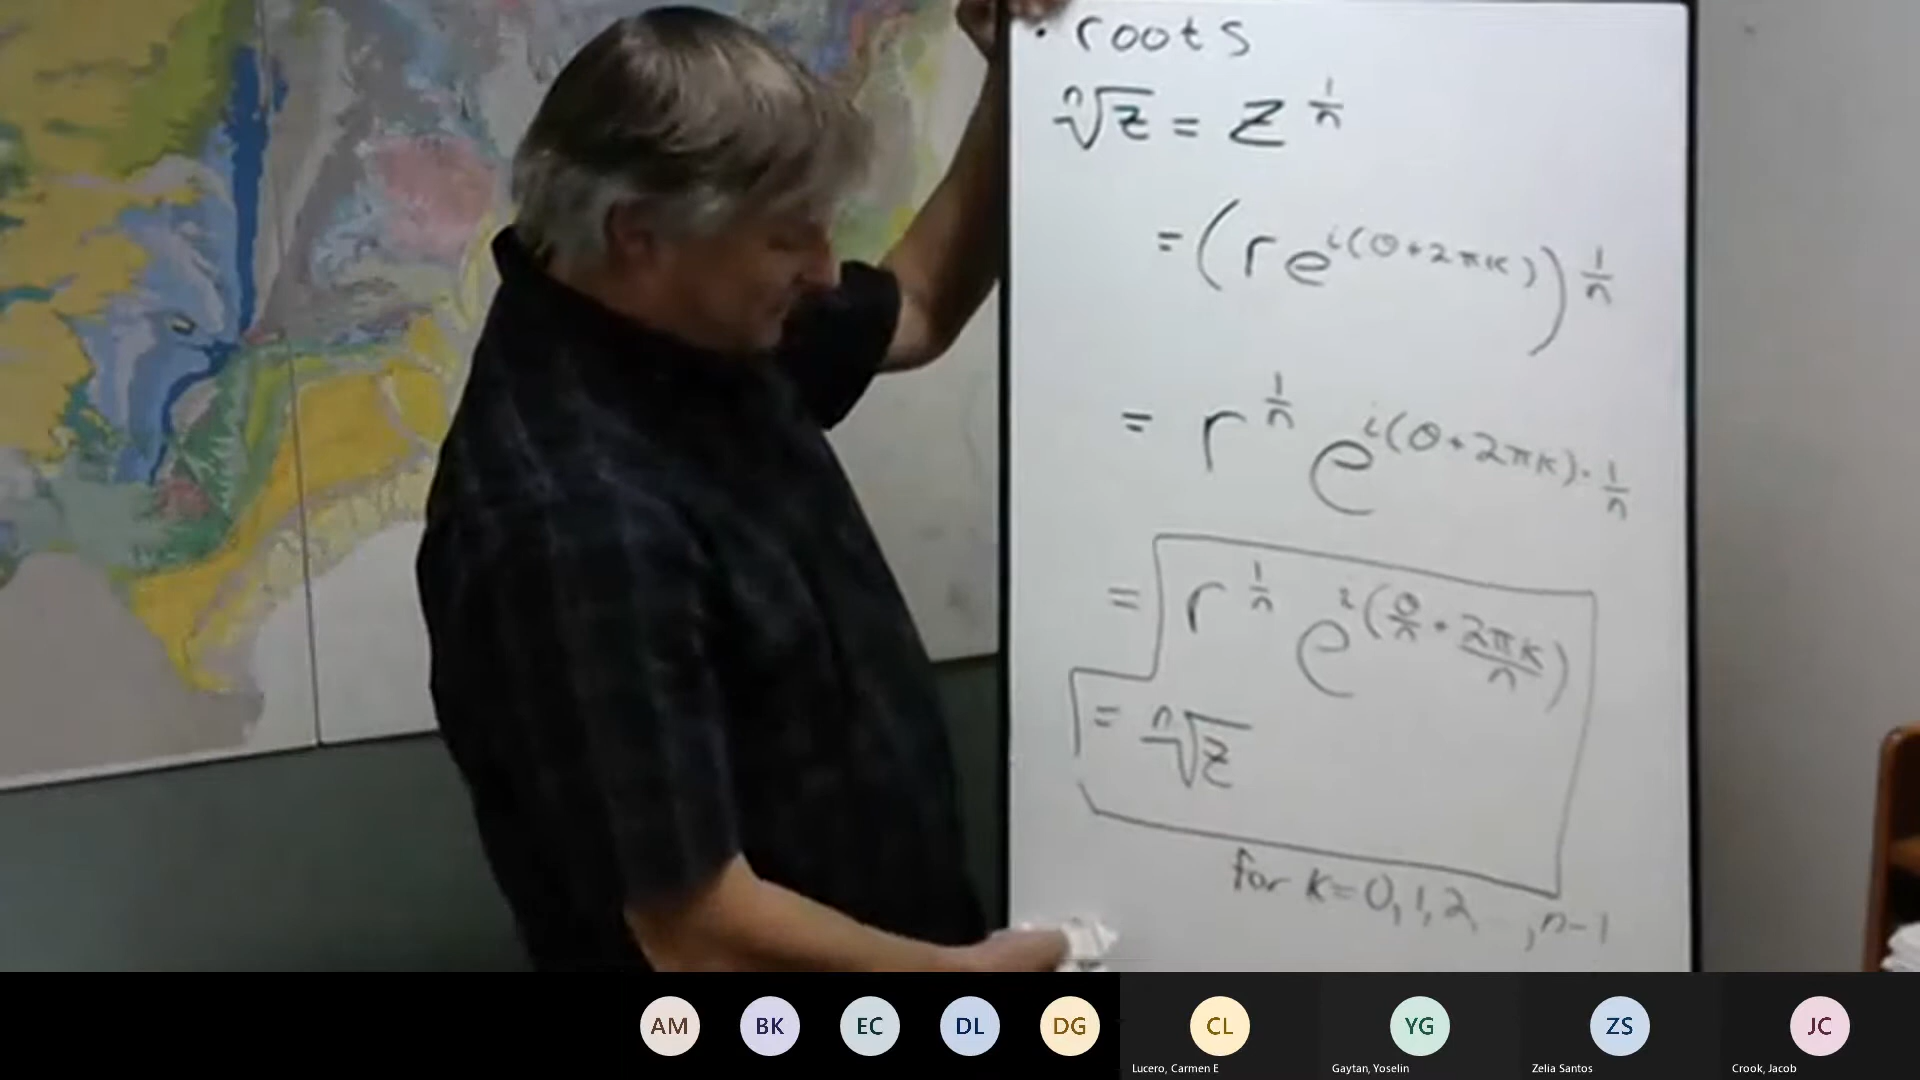 • roots
ⁿ√z = z^(1/n)
= (r e^(i(θ+2πk)))^(1/n)
= r^(1/n) e^(i(θ+2πk)·1/n)
= r^(1/n) e^(i(θ/n + 2πk/n))
= ⁿ√z
for k=0,1,2 ..,n-1
AM BK EC DL DG CL YG ZS JC
Lucero, Carmen E Gaytan, Yoselin Zelia Santos Crook, Jacob